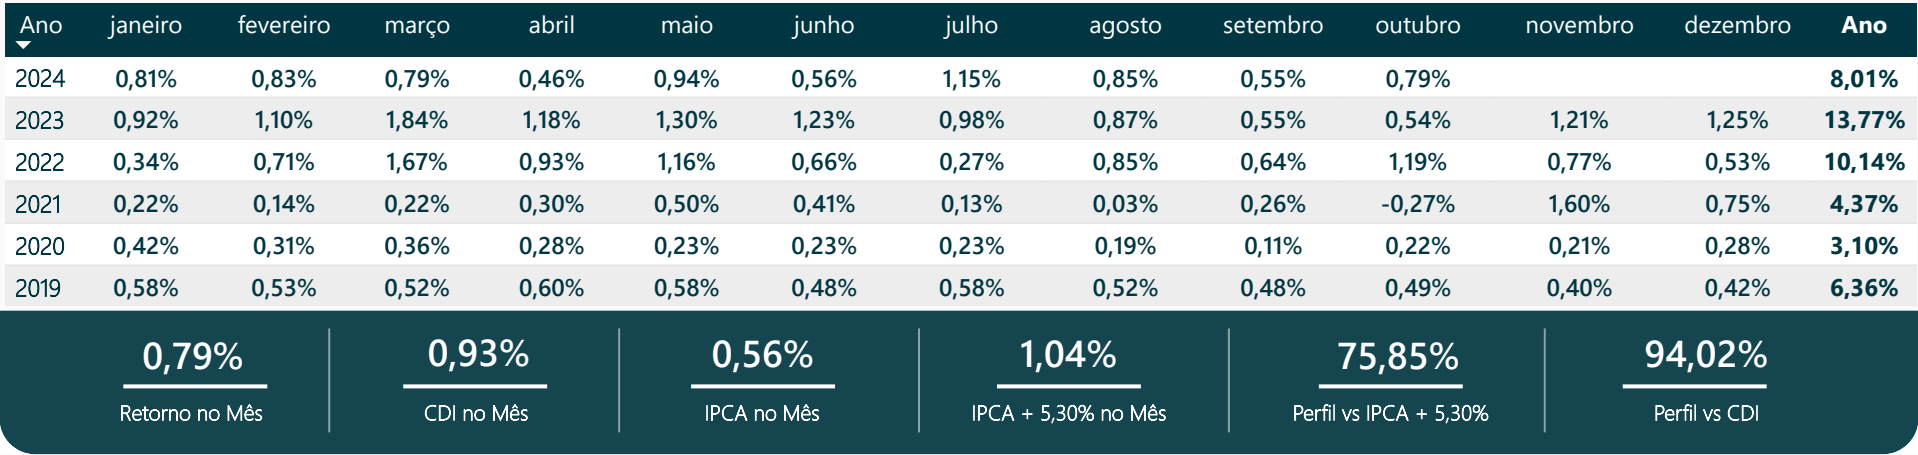 Ano janeiro fevereiro março abril maio junho julho agosto setembro outubro novembro dezembro Ano
2024 0,81% 0,83% 0,79% 0,46% 0,94% 0,56% 1,15% 0,85% 0,55% 0,79% 8,01%
2023 0,92% 1,10% 1,84% 1,18% 1,30% 1,23% 0,98% 0,87% 0,55% 0,54% 1,21% 1,25% 13,77%
2022 0,34% 0,71% 1,67% 0,93% 1,16% 0,66% 0,27% 0,85% 0,64% 1,19% 0,77% 0,53% 10,14%
2021 0,22% 0,14% 0,22% 0,30% 0,50% 0,41% 0,13% 0,03% 0,26% -0,27% 1,60% 0,75% 4,37%
2020 0,42% 0,31% 0,36% 0,28% 0,23% 0,23% 0,23% 0,19% 0,11% 0,22% 0,21% 0,28% 3,10%
2019 0,58% 0,53% 0,52% 0,60% 0,58% 0,48% 0,58% 0,52% 0,48% 0,49% 0,40% 0,42% 6,36%
0,79% 0,93% 0,56% 1,04% 75,85% 94,02%
Retorno no Mês CDI no Mês IPCA no Mês IPCA + 5,30% no Mês Perfil vs IPCA + 5,30% Perfil vs CDI